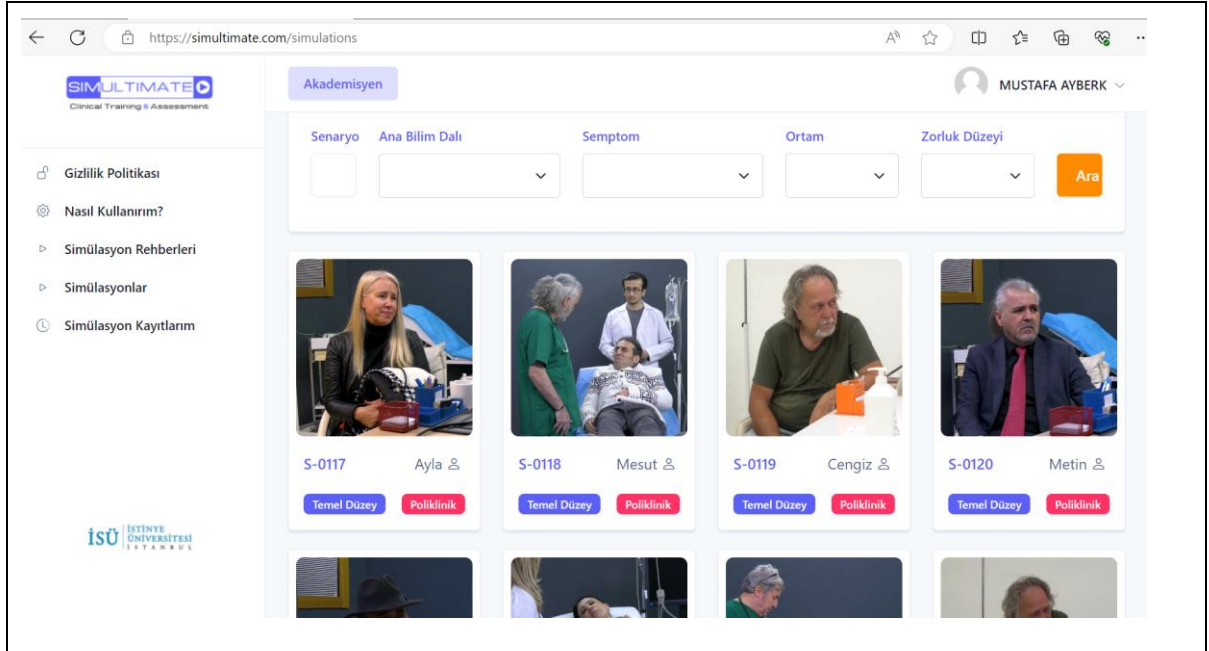 https://simultimate.com/simulations
SIMULTIMATE
Clinical Training & Assessment
Akademisyen
MUSTAFA AYBERK
Gizlilik Politikası
Nasıl Kullanırım?
Simülasyon Rehberleri
Simülasyonlar
Simülasyon Kayıtlarım
İSÜ İSTİNYE
ÜNİVERSİTESİ
İSTANBUL
Senaryo Ana Bilim Dalı Semptom Ortam Zorluk Düzeyi
Ara
S-0117 Ayla S-0118 Mesut S-0119 Cengiz S-0120 Metin
Temel Düzey Poliklinik Temel Düzey Poliklinik Temel Düzey Poliklinik Temel Düzey Poliklinik